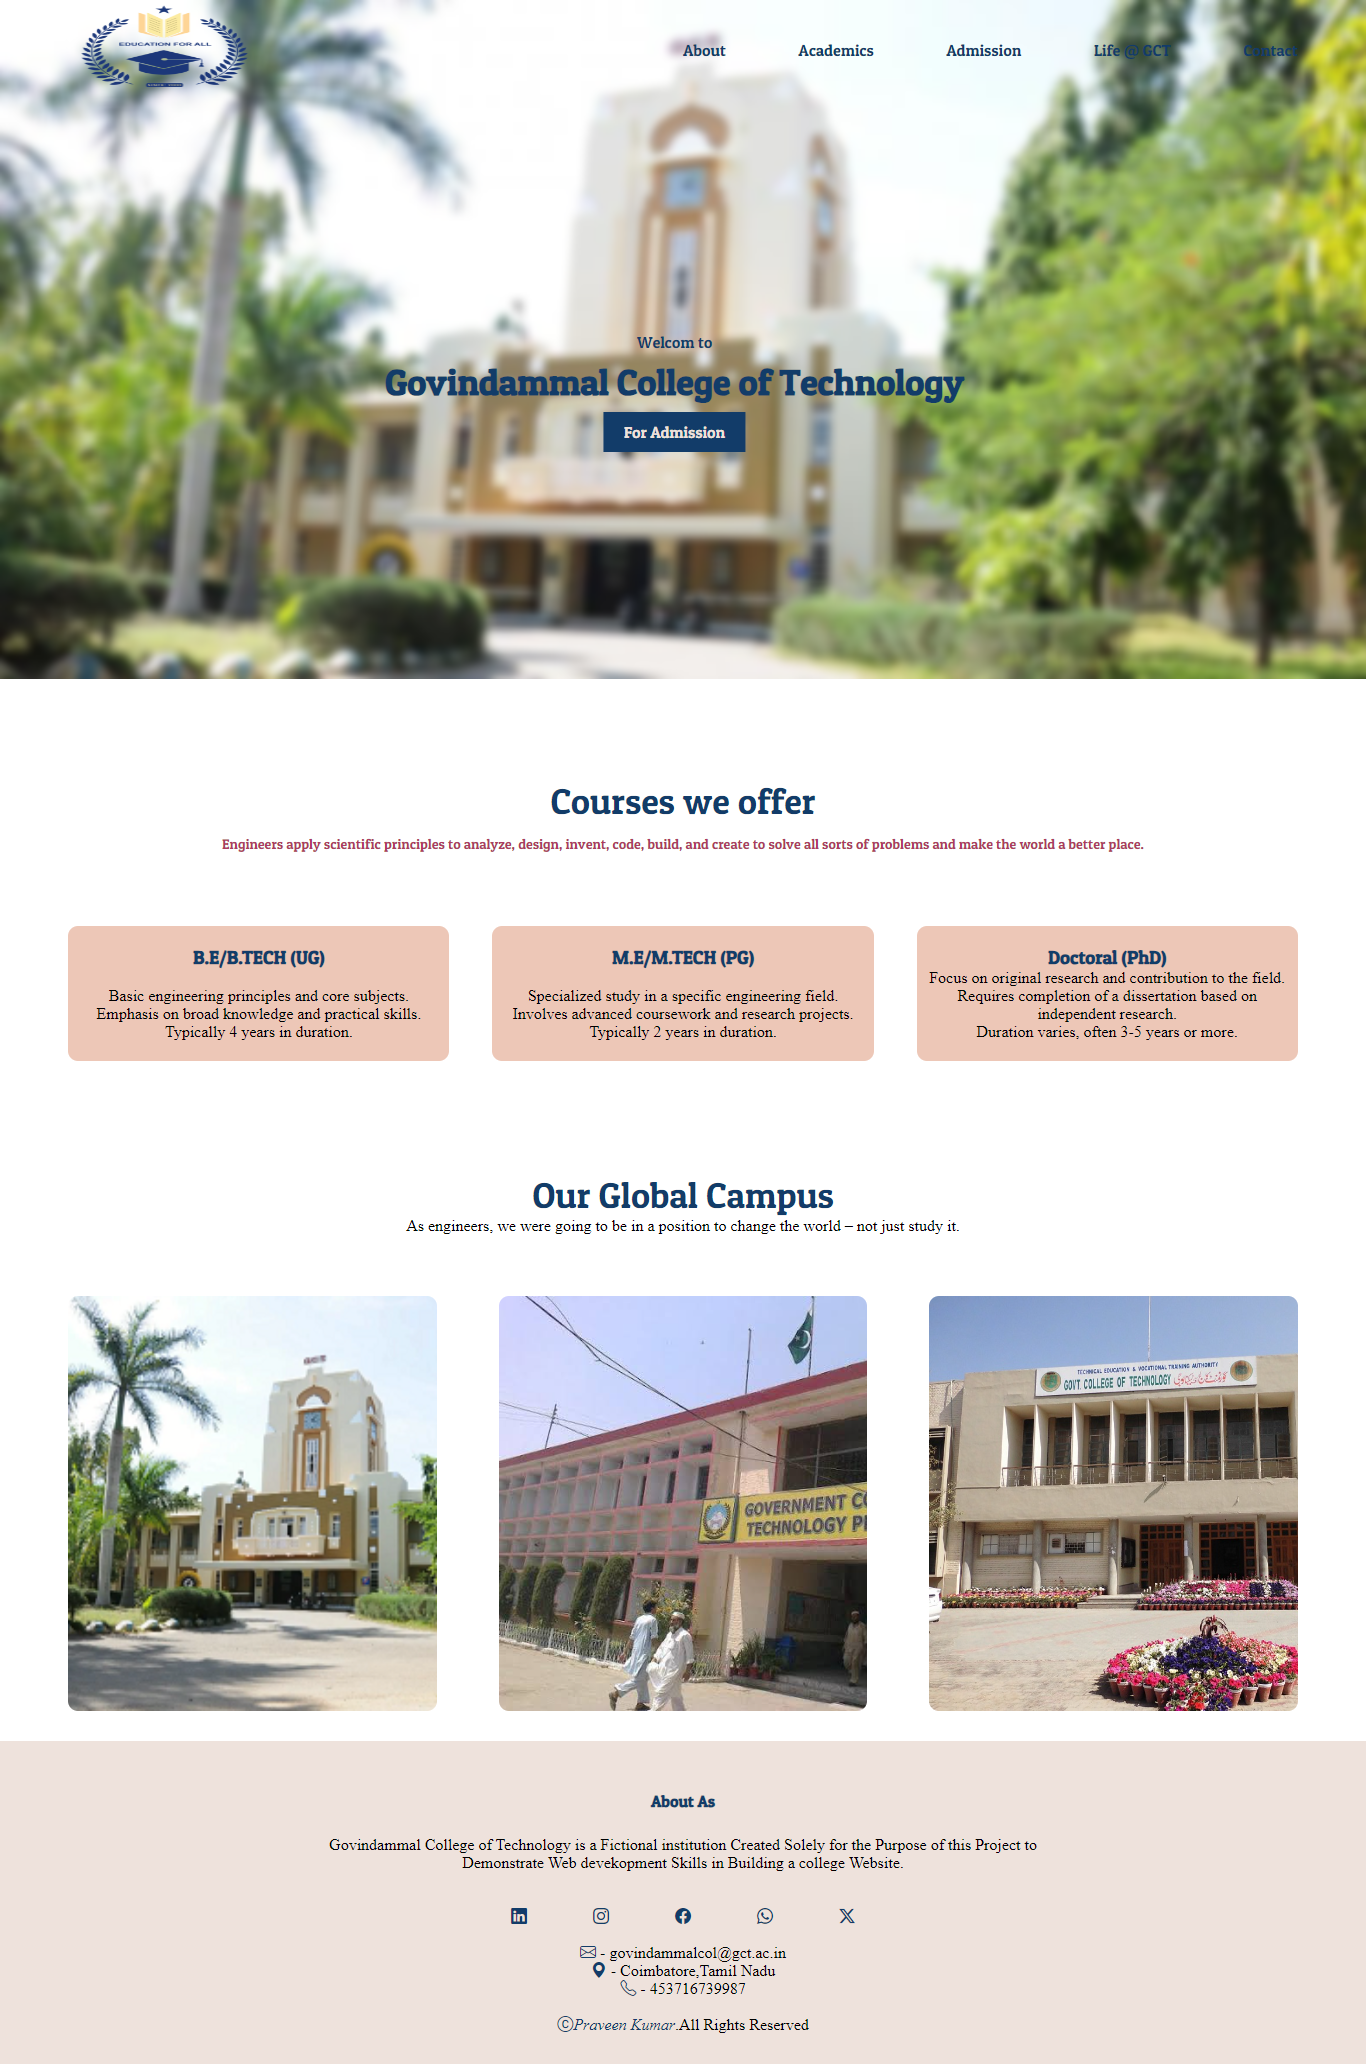 EDUCATION FOR ALL
About
Academics
Admission
Life @ GCT
Contact
Welcom to
Govindammal College of Technology
For Admission
Courses we offer
Engineers apply scientific principles to analyze, design, invent, code, build, and create to solve all sorts of problems and make the world a better place.
B.E/B.TECH (UG)
Basic engineering principles and core subjects.
Emphasis on broad knowledge and practical skills.
Typically 4 years in duration.
M.E/M.TECH (PG)
Specialized study in a specific engineering field.
Involves advanced coursework and research projects.
Typically 2 years in duration.
Doctoral (PhD)
Focus on original research and contribution to the field.
Requires completion of a dissertation based on
independent research.
Duration varies, often 3-5 years or more.
Our Global Campus
As engineers, we were going to be in a position to change the world – not just study it.
GCT
GOVERNMENT CO
TECHNOLOGY P
TECHNICAL EDUCATION & VOCATIONAL TRAINING AUTHORITY
GOVT. COLLEGE OF TECHNOLOGY
About As
Govindammal College of Technology is a Fictional institution Created Solely for the Purpose of this Project to
Demonstrate Web devekopment Skills in Building a college Website.
- govindammalcol@gct.ac.in
- Coimbatore,Tamil Nadu
- 453716739987
©Praveen Kumar.All Rights Reserved